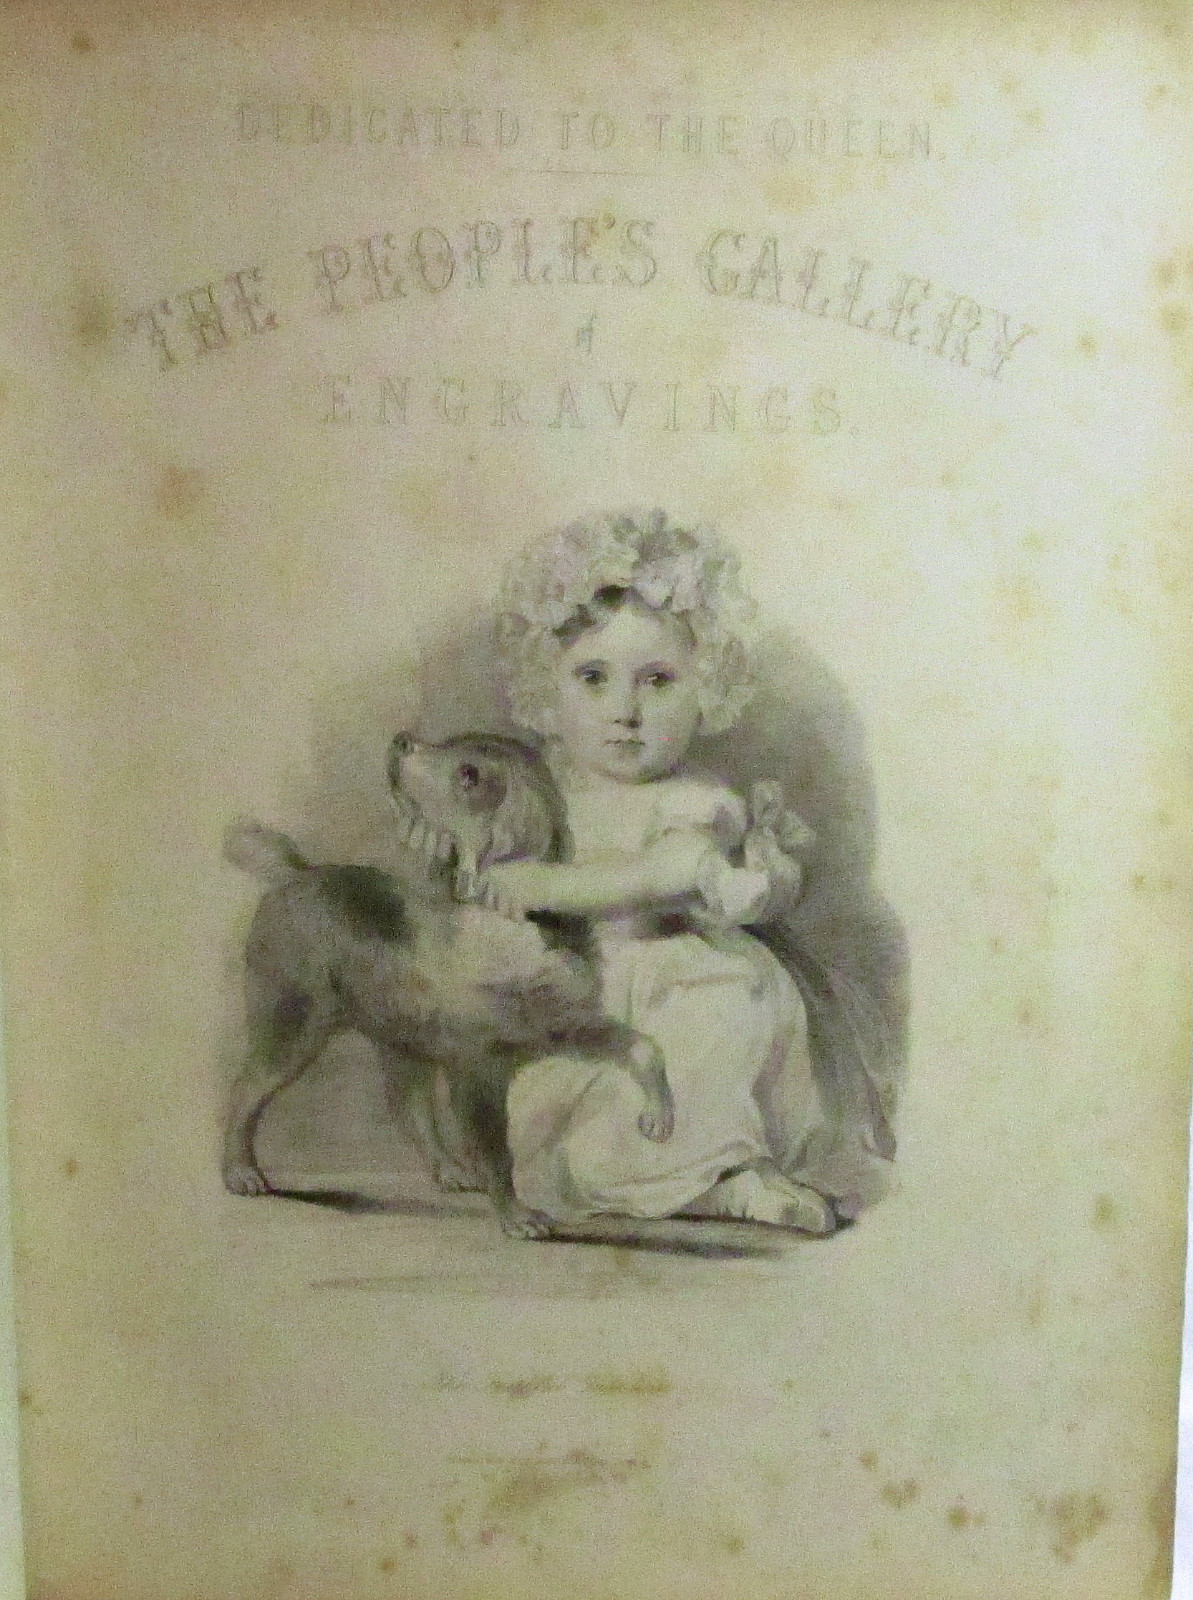 DEDICATED TO THE QUEEN.
THE PEOPLE'S GALLERY
of
ENGRAVINGS.